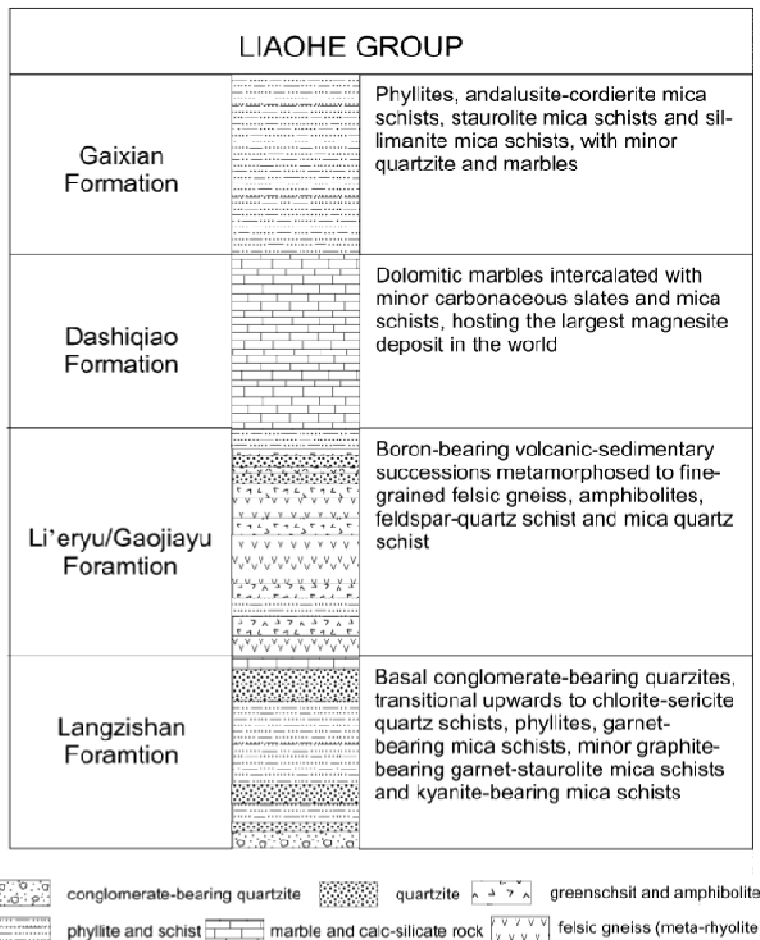 LIAOHE GROUP
Gaixian
Formation
Phyllites, andalusite-cordierite mica
schists, staurolite mica schists and sil-
limanite mica schists, with minor
quartzite and marbles
Dashiqiao
Formation
Dolomitic marbles intercalated with
minor carbonaceous slates and mica
schists, hosting the largest magnesite
deposit in the world
Li'eryu/Gaojiayu
Foramtion
Boron-bearing volcanic-sedimentary
successions metamorphosed to fine-
grained felsic gneiss, amphibolites,
feldspar-quartz schist and mica quartz
schist
Langzishan
Foramtion
Basal conglomerate-bearing quarzites,
transitional upwards to chlorite-sericite
quartz schists, phyllites, garnet-
bearing mica schists, minor graphite-
bearing garnet-staurolite mica schists
and kyanite-bearing mica schists
conglomerate-bearing quartzite quartzite greenschsit and amphibolite
phyllite and schist marble and calc-silicate rock felsic gneiss (meta-rhyolite